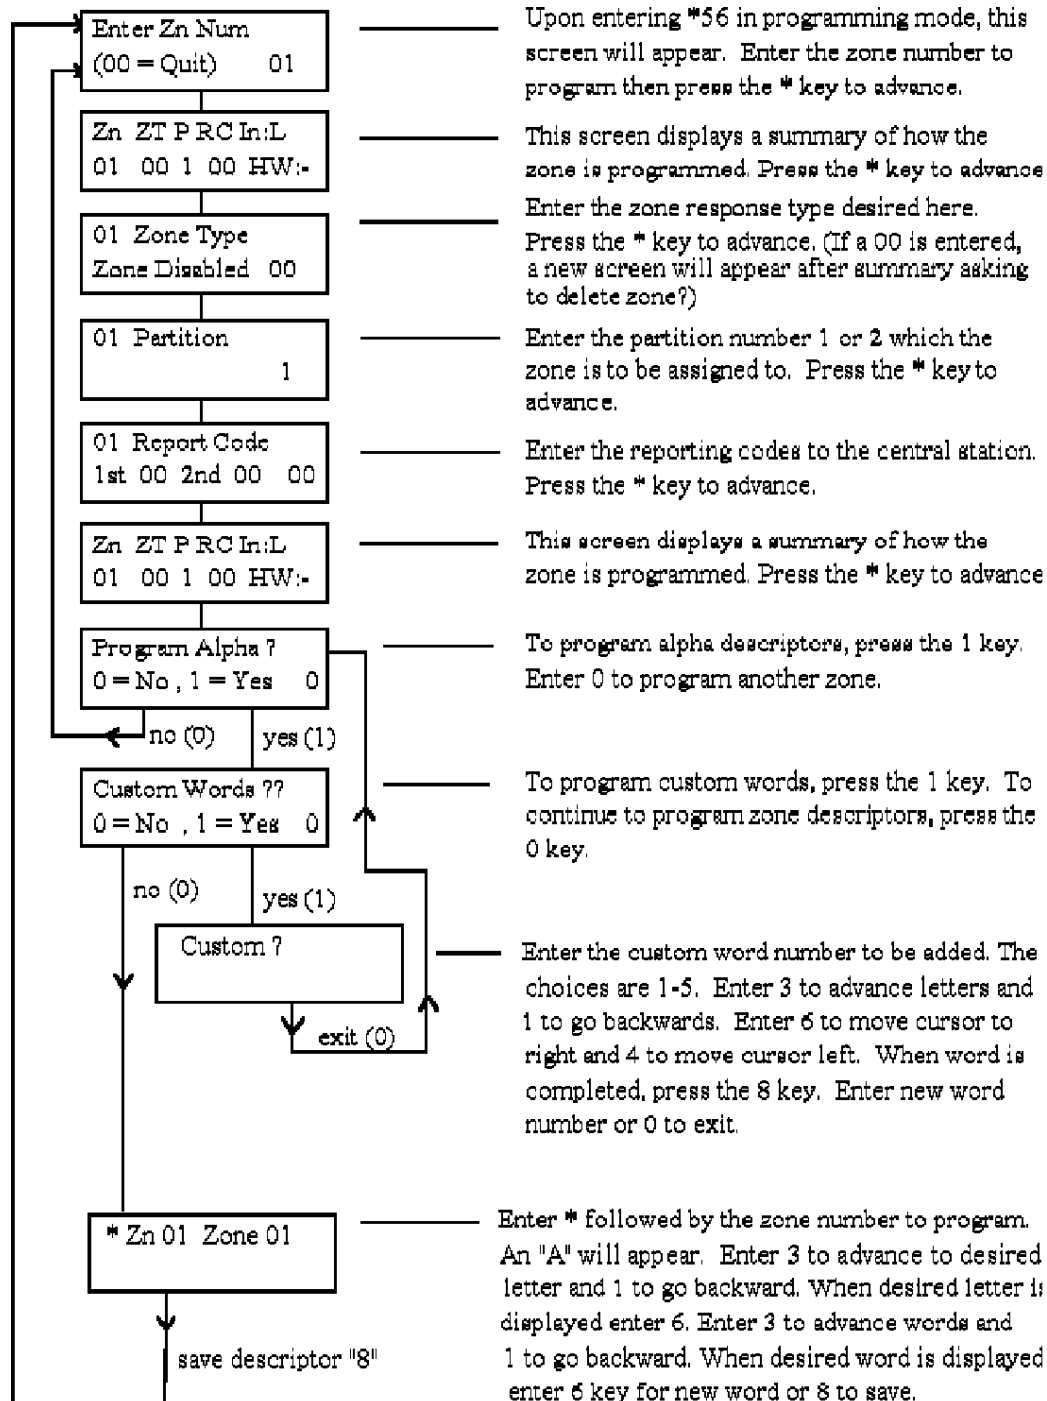 Enter Zn Num
(00 = Quit) 01
Upon entering *56 in programming mode, this
screen will appear. Enter the zone number to
program then press the * key to advance.
Zn ZT P RC In:L
01 00 1 00 HW:-
This screen displays a summary of how the
zone is programmed. Press the * key to advance
01 Zone Type
Zone Disabled 00
Enter the zone response type desired here.
Press the * key to advance. (If a 00 is entered,
a new screen will appear after summary asking
to delete zone?)
01 Partition
1
Enter the partition number 1 or 2 which the
zone is to be assigned to. Press the * key to
advance.
01 Report Code
1st 00 2nd 00 00
Enter the reporting codes to the central station.
Press the * key to advance.
Zn ZT P RC In:L
01 00 1 00 HW:-
This screen displays a summary of how the
zone is programmed. Press the * key to advance
Program Alpha ?
0 = No , 1 = Yes 0
To program alpha descriptors, press the 1 key.
Enter 0 to program another zone.
no (0)
yes (1)
Custom Words ??
0 = No , 1 = Yes 0
To program custom words, press the 1 key. To
continue to program zone descriptors, press the
0 key.
no (0)
yes (1)
Custom ?
Enter the custom word number to be added. The
choices are 1-5. Enter 3 to advance letters and
1 to go backwards. Enter 6 to move cursor to
right and 4 to move cursor left. When word is
completed, press the 8 key. Enter new word
number or 0 to exit.
exit (0)
* Zn 01 Zone 01
Enter * followed by the zone number to program.
An "A" will appear. Enter 3 to advance to desired
letter and 1 to go backward. When desired letter is
displayed enter 6. Enter 3 to advance words and
1 to go backward. When desired word is displayed
enter 6 key for new word or 8 to save.
save descriptor "8"